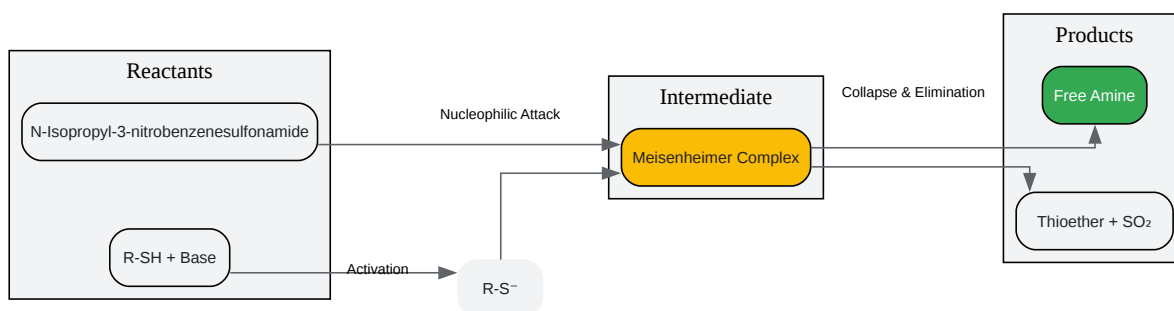 Reactants
N-Isopropyl-3-nitrobenzenesulfonamide
R-SH + Base
Activation
R-S⁻
Nucleophilic Attack
Intermediate
Meisenheimer Complex
Collapse & Elimination
Products
Free Amine
Thioether + SO₂